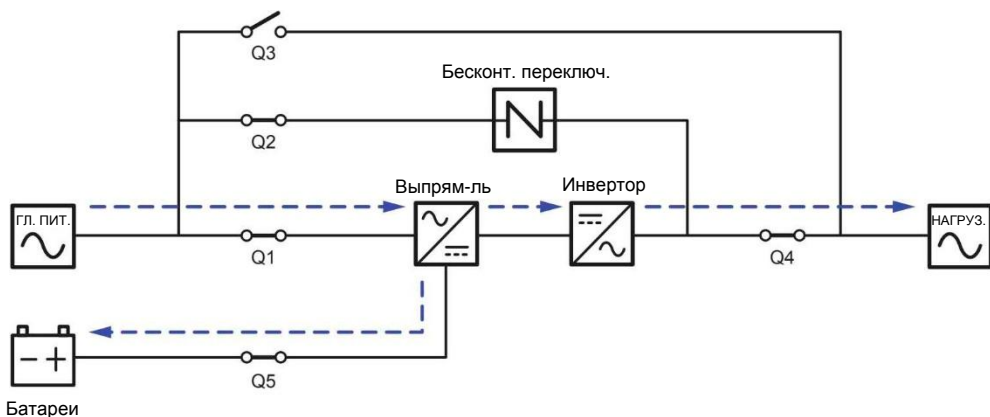 Q3
Бесконт. переключ.
Q2
Выпрям-ль
Инвертор
ГЛ. ПИТ.
НАГРУЗ.
Q1
Q4
Q5
Батареи